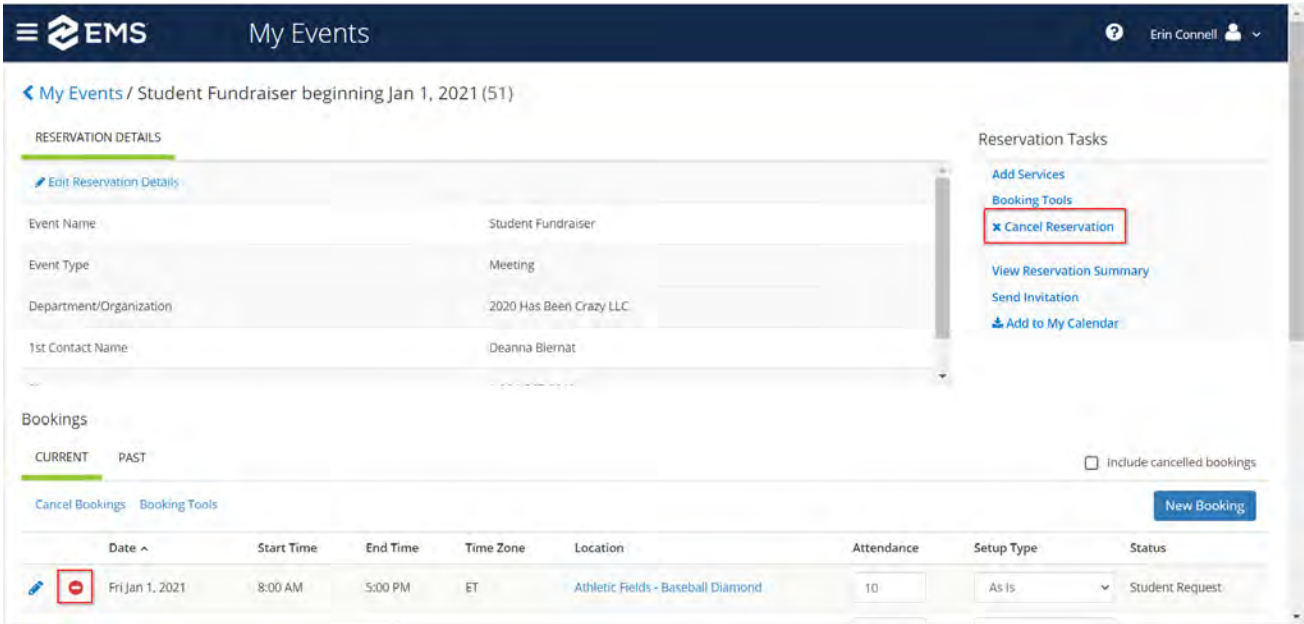 EMS My Events ? Erin Connell
My Events / Student Fundraiser beginning Jan 1, 2021 (51)
RESERVATION DETAILS
Edit Reservation Details
Event Name Student Fundraiser
Event Type Meeting
Department/Organization 2020 Has Been Crazy LLC
1st Contact Name Deanna Biernat
Reservation Tasks
Add Services
Booking Tools
x Cancel Reservation
View Reservation Summary
Send Invitation
Add to My Calendar
Bookings
CURRENT PAST
Include cancelled bookings
Cancel Bookings Booking Tools New Booking
Date Start Time End Time Time Zone Location Attendance Setup Type Status
Fri Jan 1, 2021 8:00 AM 5:00 PM ET Athletic Fields - Baseball Diamond 10 As Is Student Request